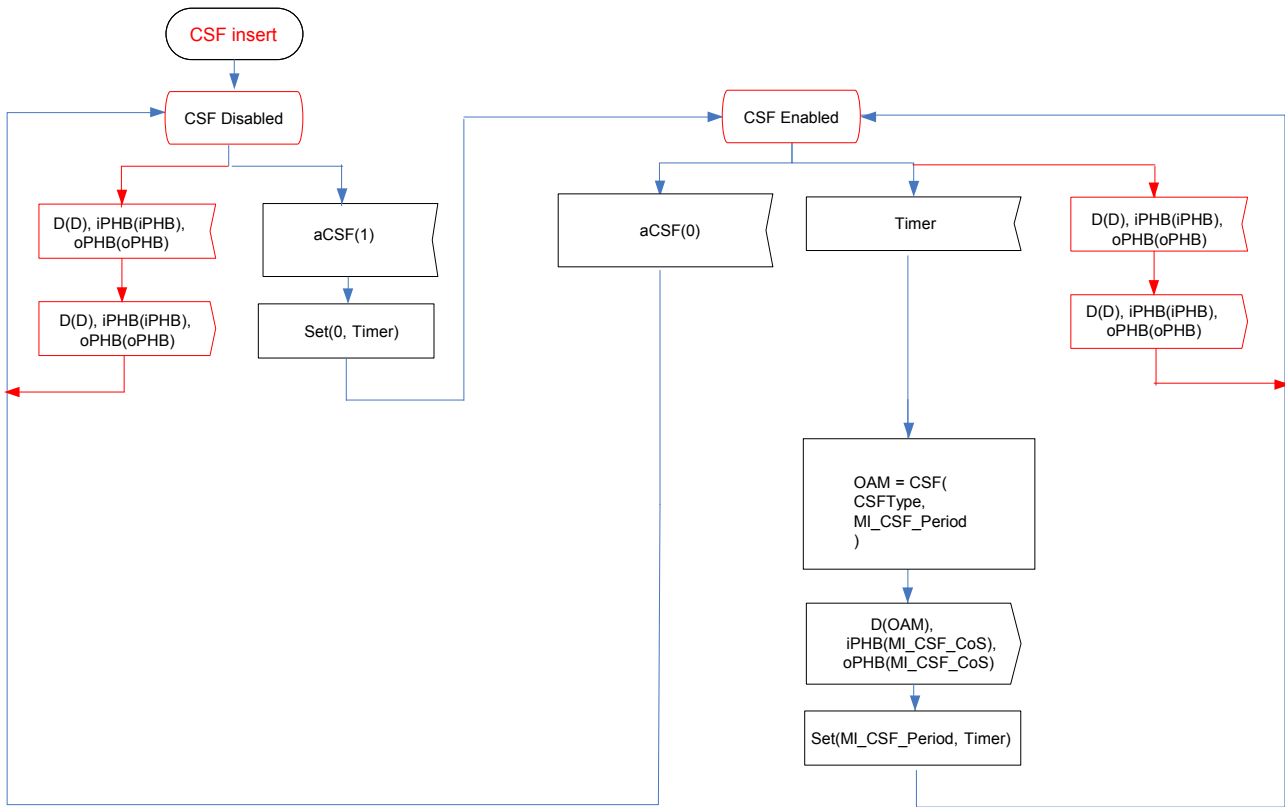 CSF insert
CSF Disabled
CSF Enabled
D(D), iPHB(iPHB),
oPHB(oPHB)
aCSF(1)
aCSF(0)
Timer
D(D), iPHB(iPHB),
oPHB(oPHB)
D(D), iPHB(iPHB),
oPHB(oPHB)
Set(0, Timer)
D(D), iPHB(iPHB),
oPHB(oPHB)
OAM = CSF(
CSFType,
MI_CSF_Period
)
D(OAM),
iPHB(MI_CSF_CoS),
oPHB(MI_CSF_CoS)
Set(MI_CSF_Period, Timer)